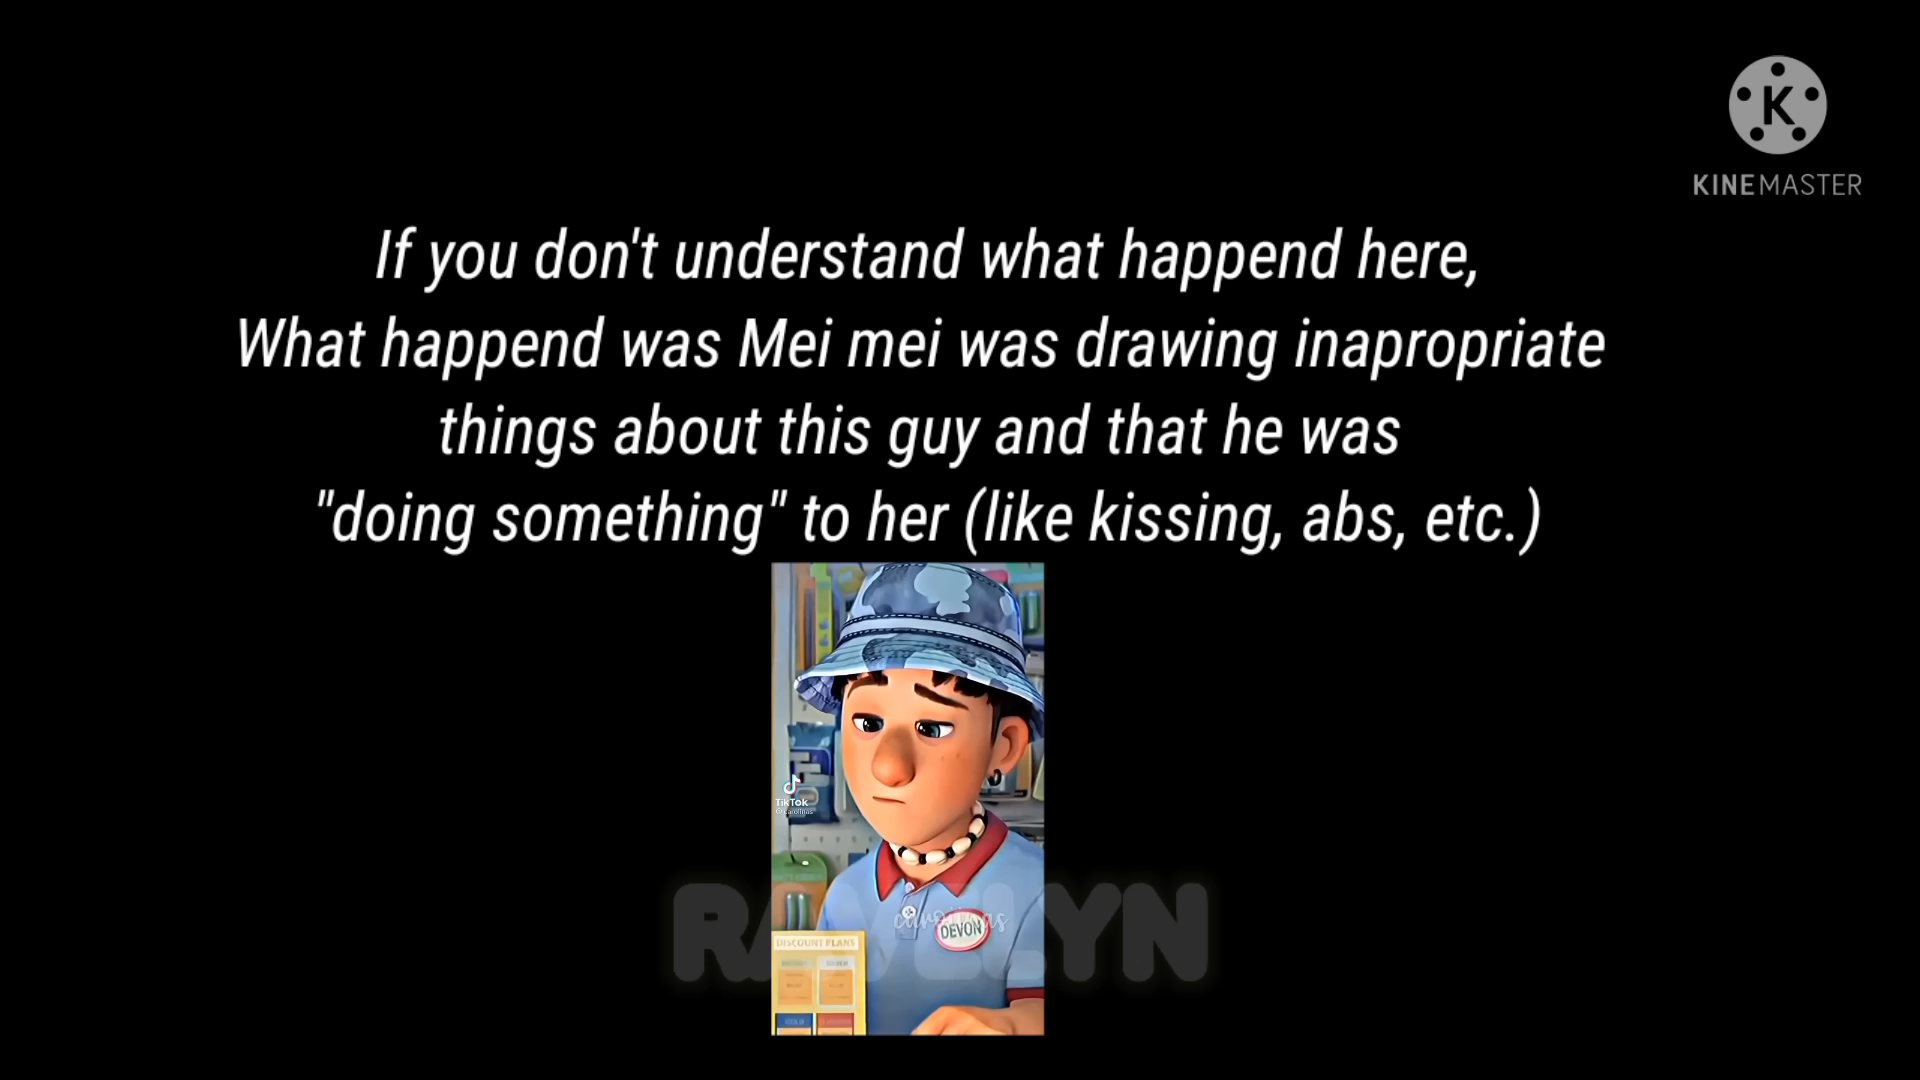 KINEMASTER
If you don't understand what happend here,
What happend was Mei mei was drawing inapropriate
things about this guy and that he was
"doing something" to her (like kissing, abs, etc.)
TikTok
carolinas
DEVON
DISCOUNT PLANS